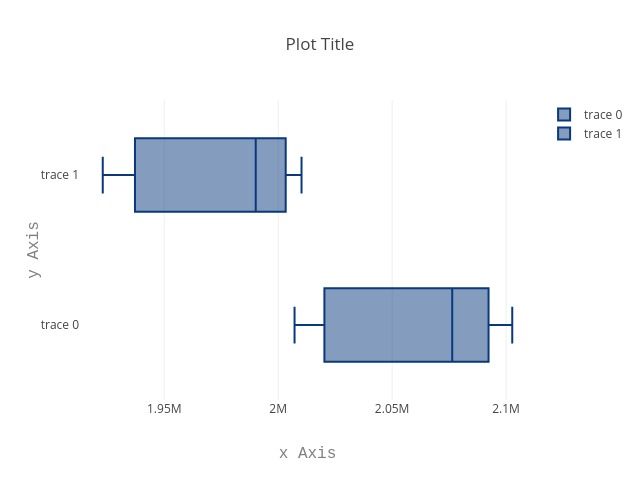 Plot Title
trace 0
trace 1
trace 1
y Axis
trace 0
1.95M
2M
2.05M
2.1M
x Axis